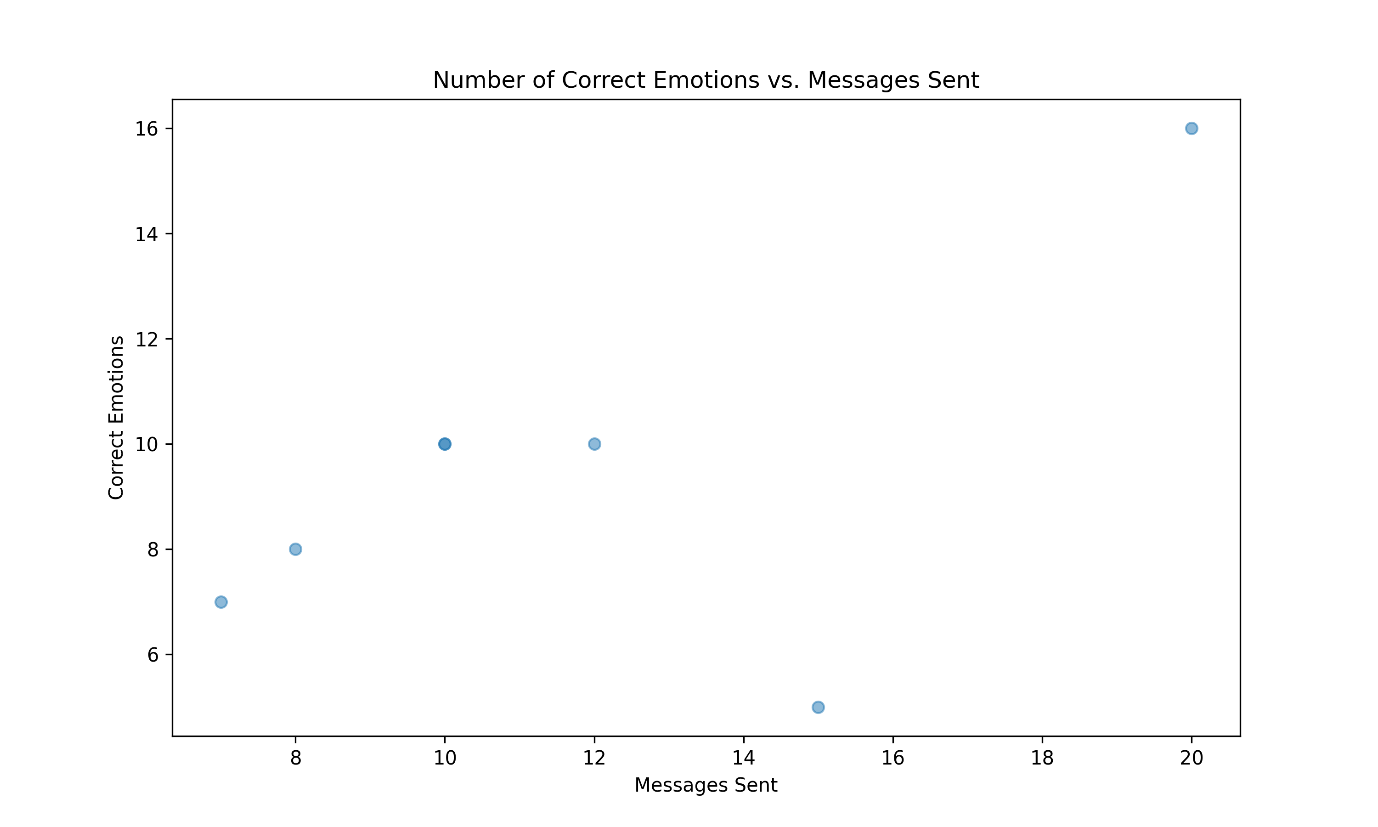 Number of Correct Emotions vs. Messages Sent
16
14
12
10
8
6
Correct Emotions
8 10 12 14 16 18 20
Messages Sent